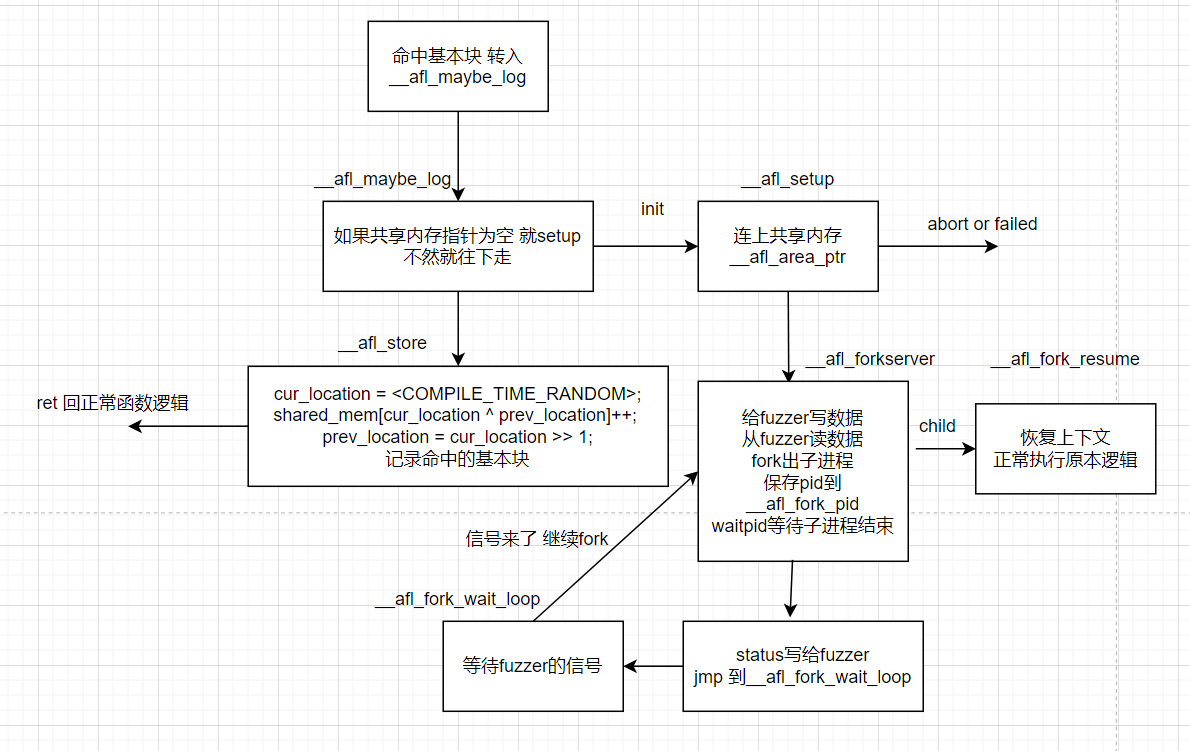 命中基本块 转入
__afl_maybe_log
__afl_maybe_log
__afl_setup
如果共享内存指针为空 就setup
不然就往下走
init
连上共享内存
__afl_area_ptr
abort or failed
__afl_store
__afl_forkserver
__afl_fork_resume
ret 回正常函数逻辑
cur_location = <COMPILE_TIME_RANDOM>;
shared_mem[cur_location ^ prev_location]++;
prev_location = cur_location >> 1;
记录命中的基本块
给fuzzer写数据
从fuzzer读数据
fork出子进程
保存pid到
__afl_fork_pid
waitpid等待子进程结束
child
恢复上下文
正常执行原本逻辑
信号来了 继续fork
__afl_fork_wait_loop
等待fuzzer的信号
status写给fuzzer
jmp 到__afl_fork_wait_loop